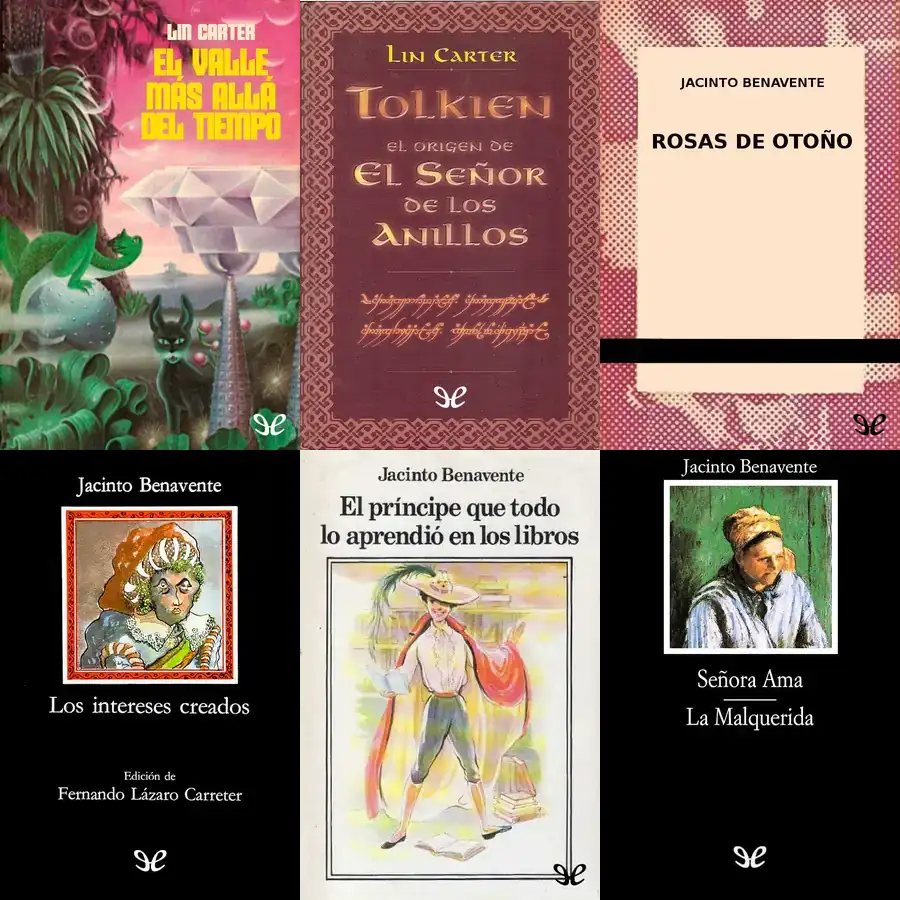 LIN CARTER
EL VALLE
MÁS ALLÁ
DEL TIEMPO
LIN CARTER
TOLKIEN
EL ORIGEN DE
EL SEÑOR
DE LOS
ANILLOS
JACINTO BENAVENTE
ROSAS DE OTOÑO
Jacinto Benavente
Los intereses creados
Edición de
Fernando Lázaro Carreter
Jacinto Benavente
El príncipe que todo
lo aprendió en los libros
Jacinto Benavente
Señora Ama
La Malquerida